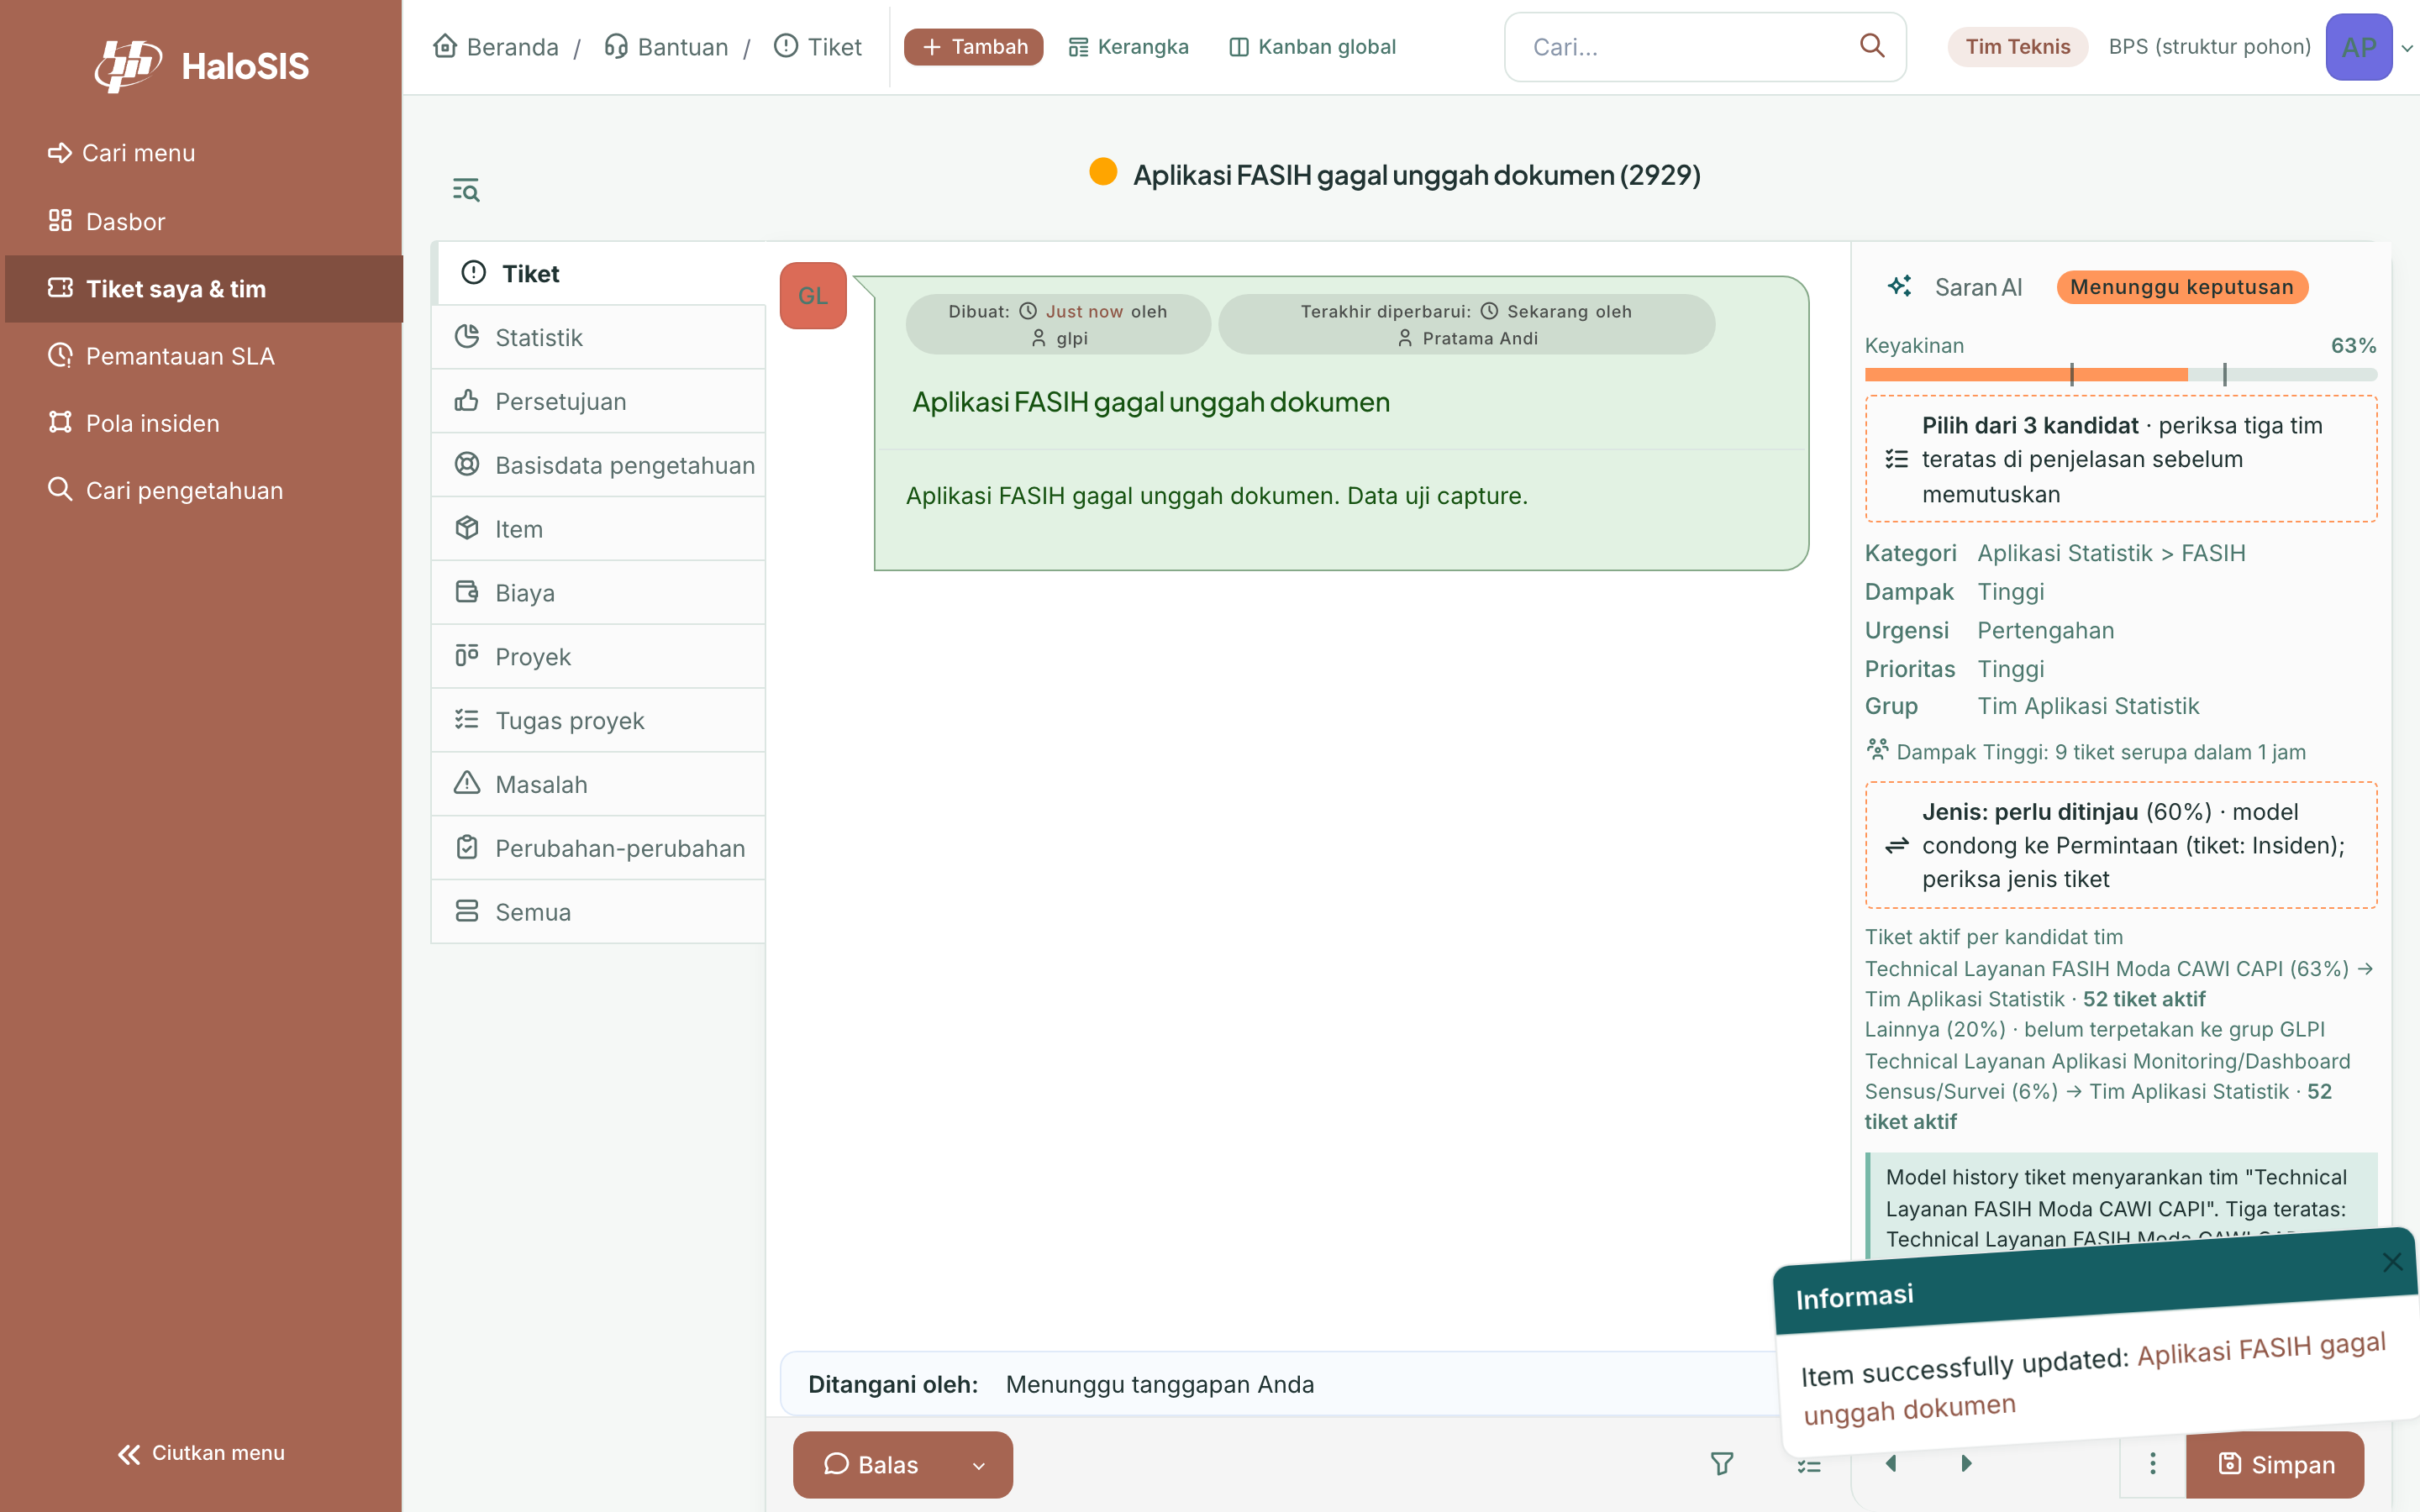 HaloSIS
Cari menu
Dasbor
Tiket saya & tim
Pemantauan SLA
Pola insiden
Cari pengetahuan
Ciutkan menu
Beranda / Bantuan / Tiket
Tambah
Kerangka
Kanban global
Cari...
Tim Teknis
BPS (struktur pohon)
AP
Aplikasi FASIH gagal unggah dokumen (2929)
Tiket
Statistik
Persetujuan
Basisdata pengetahuan
Item
Biaya
Proyek
Tugas proyek
Masalah
Perubahan-perubahan
Semua
GL
Dibuat: Just now oleh
glpi
Terakhir diperbarui: Sekarang oleh
Pratama Andi
Aplikasi FASIH gagal unggah dokumen
Aplikasi FASIH gagal unggah dokumen. Data uji capture.
Ditangani oleh: Menunggu tanggapan Anda
Balas
Saran AI
Menunggu keputusan
Keyakinan 63%
Pilih dari 3 kandidat · periksa tiga tim
teratas di penjelasan sebelum
memutuskan
Kategori Aplikasi Statistik > FASIH
Dampak Tinggi
Urgensi Pertengahan
Prioritas Tinggi
Grup Tim Aplikasi Statistik
Dampak Tinggi: 9 tiket serupa dalam 1 jam
Jenis: perlu ditinjau (60%) · model
condong ke Permintaan (tiket: Insiden);
periksa jenis tiket
Tiket aktif per kandidat tim
Technical Layanan FASIH Moda CAWI CAPI (63%) →
Tim Aplikasi Statistik · 52 tiket aktif
Lainnya (20%) · belum terpetakan ke grup GLPI
Technical Layanan Aplikasi Monitoring/Dashboard
Sensus/Survei (6%) → Tim Aplikasi Statistik · 52
tiket aktif
Model history tiket menyarankan tim "Technical
Layanan FASIH Moda CAWI CAPI". Tiga teratas:
Technical Layanan FASIH Moda CAWI
Informasi
Item successfully updated: Aplikasi FASIH gagal
unggah dokumen
Simpan